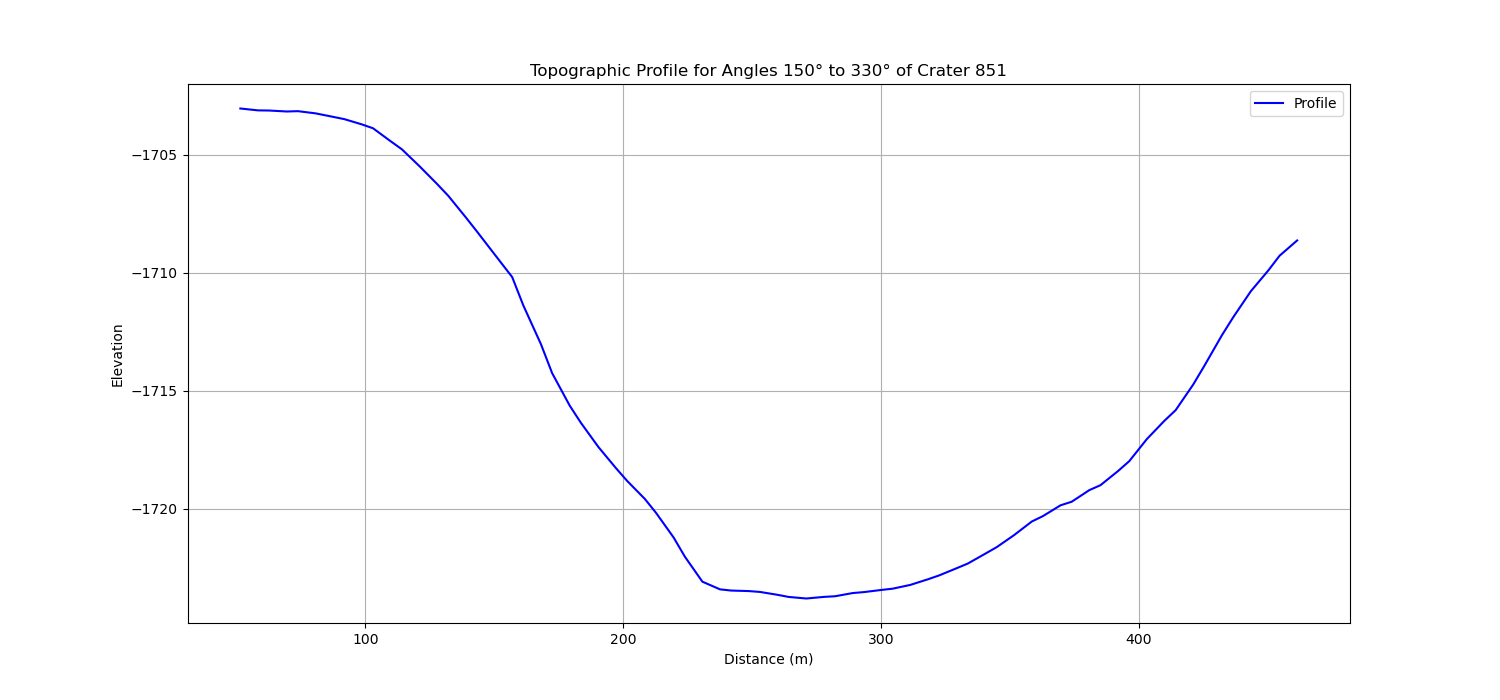 Topographic Profile for Angles 150° to 330° of Crater 851
Profile
−1705
−1710
−1715
−1720
Elevation
100
200
300
400
Distance (m)